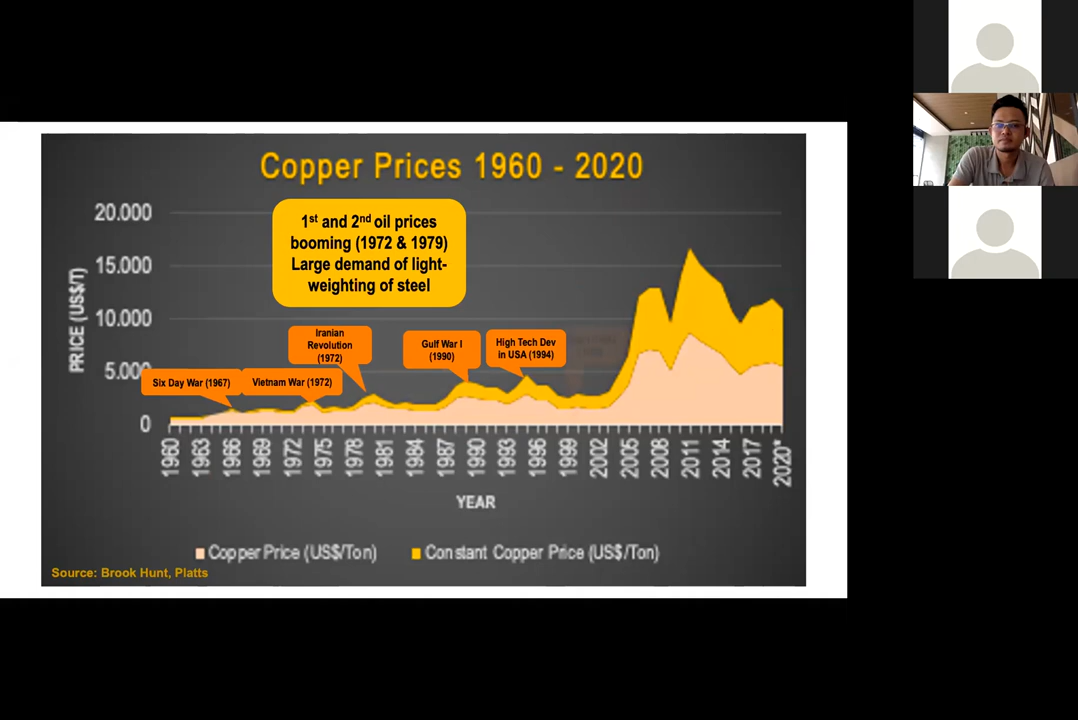 Copper Prices 1960 - 2020
1st and 2nd oil prices
booming (1972 & 1979)
Large demand of light-
weighting of steel
20.000
15.000
10.000
5.000
0
PRICE (US$/T)
Iranian
Revolution
(1972)
Gulf War I
(1990)
High Tech Dev
in USA (1994)
Six Day War (1967)
Vietnam War (1972)
1960
1963
1966
1969
1972
1975
1978
1981
1984
1987
1990
1993
1996
1999
2002
2005
2008
2011
2014
2017
2020*
YEAR
Copper Price (US$/Ton)
Constant Copper Price (US$/Ton)
Source: Brook Hunt, Platts